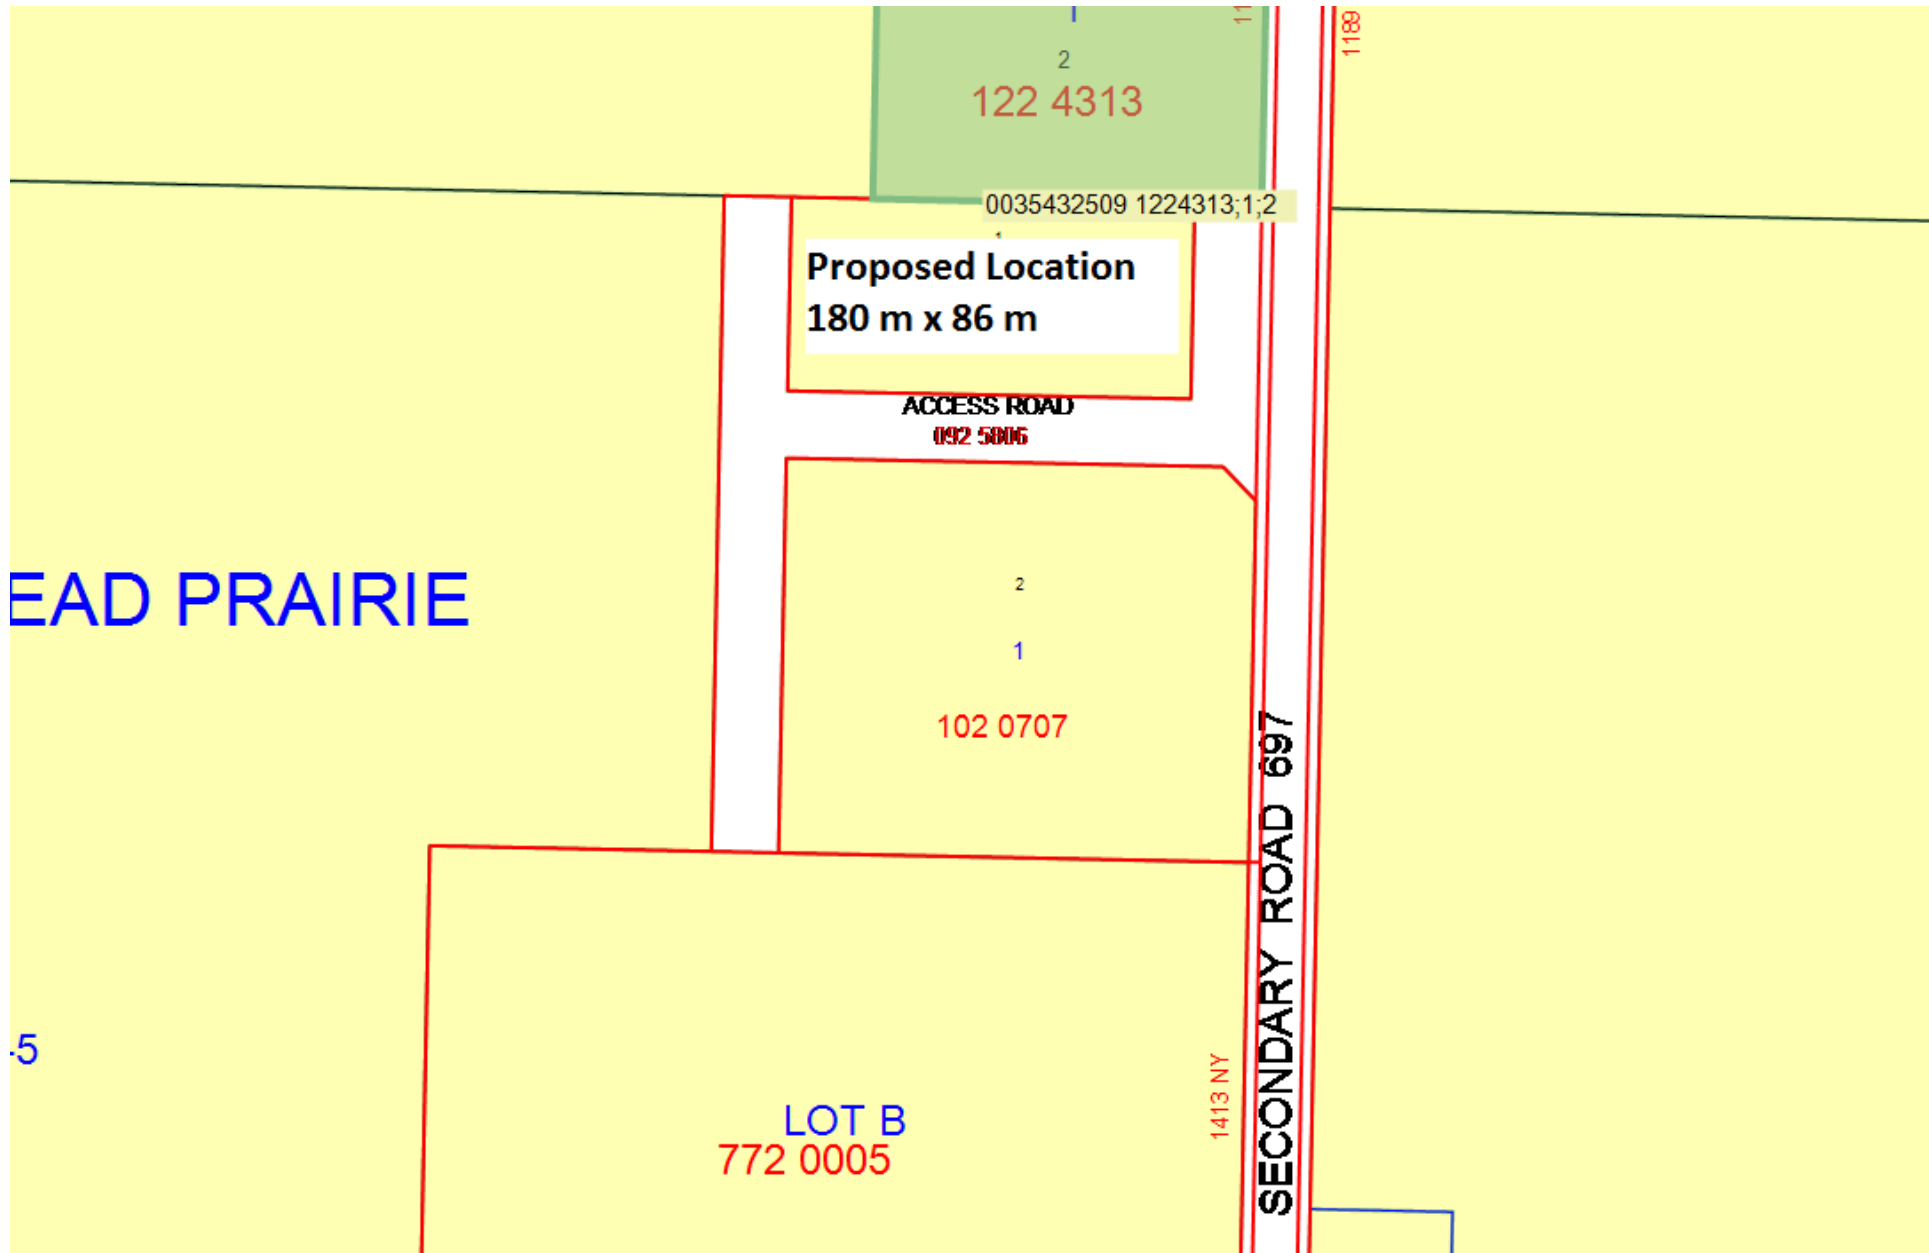 1189
2
122 4313
0035432509 1224313;1;2
Proposed Location
180 m x 86 m
ACCESS ROAD
092 5806
EAD PRAIRIE
2
1
102 0707
SECONDARY ROAD 697
-5
1413 NY
LOT B
772 0005